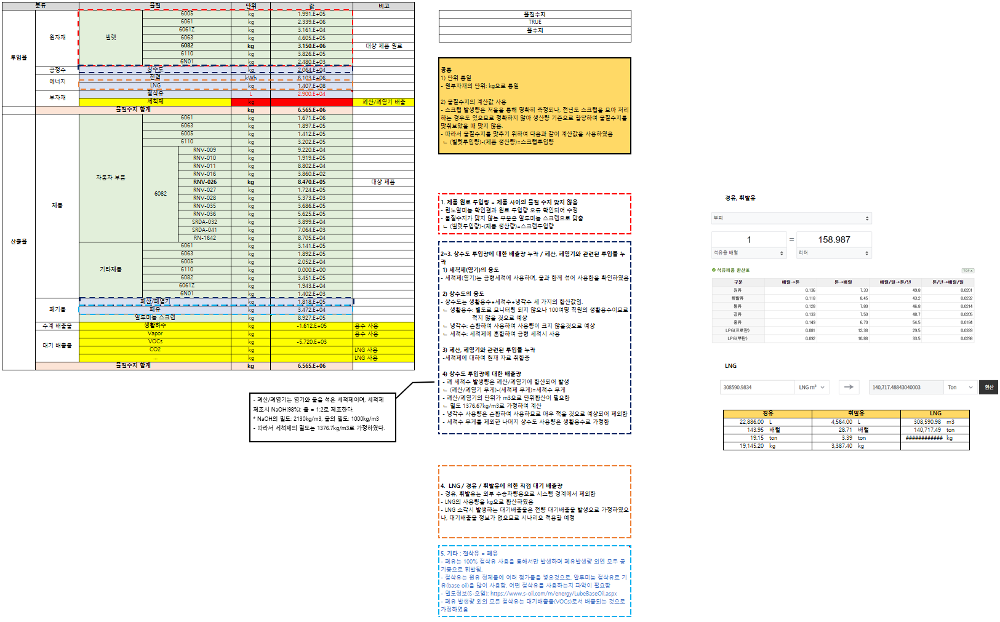 분류 물질 단위 값 비고
투입물 원자재 빌렛 6005 kg 1.991.E+05
6061 kg 2.339.E+06
6061Z kg 3.161.E+04
6063 kg 4.605.E+05
6082 kg 3.150.E+06 대상 제품 원료
6110 kg 3.826.E+05
6N01 kg 2.480.E+03
공정수 상수도 kg 2.064.E+04
에너지 전력 kWh 6.103.E+06
LNG kg 1.407.E+08
부자재 절삭유 L 2.900.E+04
세척제 kg 폐산/폐염기 배출
물질수지 합계 kg 6.565.E+06
산출물 제품 자동차 부품 6061 kg 1.671.E+06
6063 kg 1.897.E+05
6005 kg 1.412.E+05
6110 kg 3.202.E+05
6082 RNV-009 kg 9.220.E+04
RNV-010 kg 1.919.E+05
RNV-011 kg 8.802.E+04
RNV-016 kg 3.860.E+02
RNV-026 kg 8.470.E+05 대상 제품
RNV-027 kg 1.724.E+05
RNV-028 kg 5.373.E+03
RNV-035 kg 3.686.E+05
RNV-036 kg 5.625.E+05
SRDA-032 kg 3.899.E+04
SRDA-041 kg 7.064.E+03
RN-1642 kg 8.705.E+04
기타제품 6061 kg 3.141.E+05
6063 kg 1.892.E+05
6005 kg 2.052.E+04
6110 kg 0.000.E+00
6082 kg 3.451.E+05
6061Z kg 1.943.E+04
6N01 kg 1.402.E+03
폐기물 폐산/폐염기 kg 1.818.E+05
폐유 kg 3.472.E+04
알루미늄 스크랩 kg 8.927.E+05
수계 배출물 생활하수 kg -1.612.E+05 용수 사용
대기 배출물 Vapor kg 용수 사용
VOCs kg -5.720.E+03
CO2 kg LNG 사용
... kg LNG 사용
물질수지 합계 kg 6.565.E+06
- 폐산/폐염기는 염기와 물을 섞은 세척제이며, 세척제
제조시 NaOH(98%): 물 = 1:2로 제조한다.
* NaOH의 밀도: 2130kg/m3, 물의 밀도: 1000kg/m3
- 따라서 세척제의 밀도는 1376.7kg/m3로 가정하였다.
물질수지
TRUE
물수지
공통
1) 단위 통일
- 원부자재의 단위: kg으로 통일
2) 물질수지의 계산값 사용
- 스크랩 발생량은 저울을 통해 명확히 측정되나, 전년도 스크랩을 모아 처리
하는 경우도 있으므로 정확하지 않아 생산량 기준으로 할당하여 물질수지를
맞춰보았을 때 맞지 않음.
- 따라서 물질수지를 맞추기 위하여 다음과 같이 계산값을 사용하였음
ㄴ (빌렛투입량)-(제품 생산량)=스크랩투입량
1. 제품 원료 투입량 = 제품 사이의 물질 수지 맞지 않음
- 린노알미늄 확인결과 원료 투입량 오류 확인되어 수정
- 물질수지가 맞지 않는 부분은 알루미늄 스크랩으로 맞춤
ㄴ (빌렛투입량)-(제품 생산량)=스크랩투입량
2~3. 상수도 투입량에 대한 배출량 누락 / 폐산, 폐염기와 관련된 투입물 누
락
1) 세척제(염기)의 용도
- 세척제(염기)는 금형세척에 사용하며, 물과 함께 섞어 사용함을 확인하였음
2) 상수도의 용도
- 상수도는 생활용수+세척수+냉각수 세 가지의 합산값임.
ㄴ 생활용수: 별도로 모니터링 되지 않으나 100여명 직원의 생활용수이므로
적지 않을 것으로 예상
ㄴ 냉각수: 순환하여 사용하여 사용량이 크지 않을것으로 예상
ㄴ 세척수: 세척제에 혼합하여 금형 세척시 사용
3) 폐산, 폐염기와 관련된 투입물 누락
-세척제에 대하여 현재 자료 취합중
4) 상수도 투입량에 대한 배출량
- 폐 세척수 발생량은 폐산/폐염기에 합산되어 발생
ㄴ (폐산/폐염기 무게)-(세척제 무게)=세척수 무게
- 폐산/폐염기의 단위가 m3으로 단위환산이 필요함
ㄴ 밀도 1376.67kg/m3로 가정하여 계산
- 냉각수 사용량은 순환하여 사용하므로 매우 적을 것으로 예상되어 제외함
- 세척수 무게를 제외한 나머지 상수도 사용량은 생활용수로 가정함
4. LNG / 경유 / 휘발유에 의한 직접 대기 배출량
- 경유, 휘발유는 외부 수송차량용으로 시스템 경계에서 제외함
- LNG의 사용량을 kg으로 환산하였음
- LNG 소각시 발생하는 대기배출물은 전량 대기배출물 발생으로 가정하였으
나, 대기배출물 정보가 없으므로 시나리오 적용할 예정
5. 기타 : 절삭유 = 폐유
- 폐유는 100% 절삭유 사용을 통해서만 발생하며 폐유발생량 외엔 모두 공
기중으로 휘발됨.
- 절삭유는 원유 정제물에 여러 첨가물을 넣은것으로, 알루미늄 절삭유로 기
유(base oil)을 많이 사용함. 어떤 절삭유를 사용하는지 파악이 필요함
- 밀도정보(S-오일): https://www.s-oil.com/m/energy/LubeBaseOil.aspx
- 폐유 발생량 외의 모든 절삭유는 대기배출물(VOCs)로서 배출되는 것으로
가정하였음
경유, 휘발유
부피
1 = 158.987
석유용 배럴 리터
석유제품 환산표 TOP
구분 배럴→톤 톤→배럴 배럴/일→톤/년 톤/년→배럴/일
원유 0.136 7.33 49.8 0.0201
휘발유 0.118 8.45 43.2 0.0232
등유 0.128 7.80 46.8 0.0214
경유 0.133 7.50 48.7 0.0205
중유 0.149 6.70 54.5 0.0184
LPG(프로판) 0.081 12.38 29.5 0.0339
LPG(부탄) 0.092 10.88 33.5 0.0298
LNG
308590.9834 LNG m³ → 140,717.48843040003 Ton 환산
경유 휘발유 LNG
22,886.00 L 4,564.00 L 308,590.98 m3
143.95 배럴 28.71 배럴 140,717.49 ton
19.15 ton 3.39 ton ############ kg
19,145.20 kg 3,387.40 kg